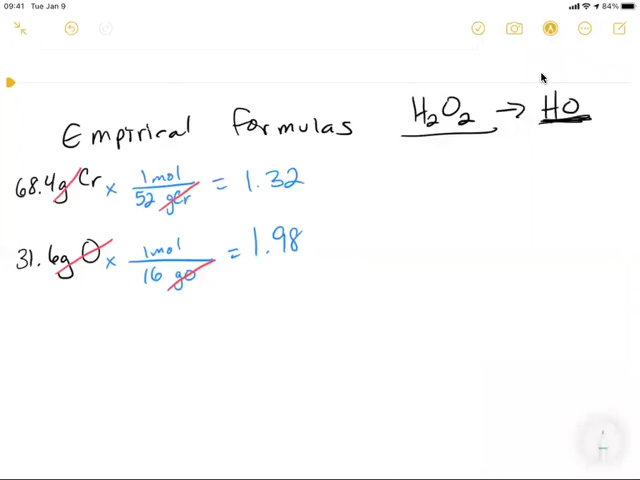 09:41 Tue Jan 9 84%
Empirical formulas H₂O₂ → HO
68.4g Cr x 1mol / 52 gCr = 1.32
31.6g O x 1mol / 16 gO = 1.98